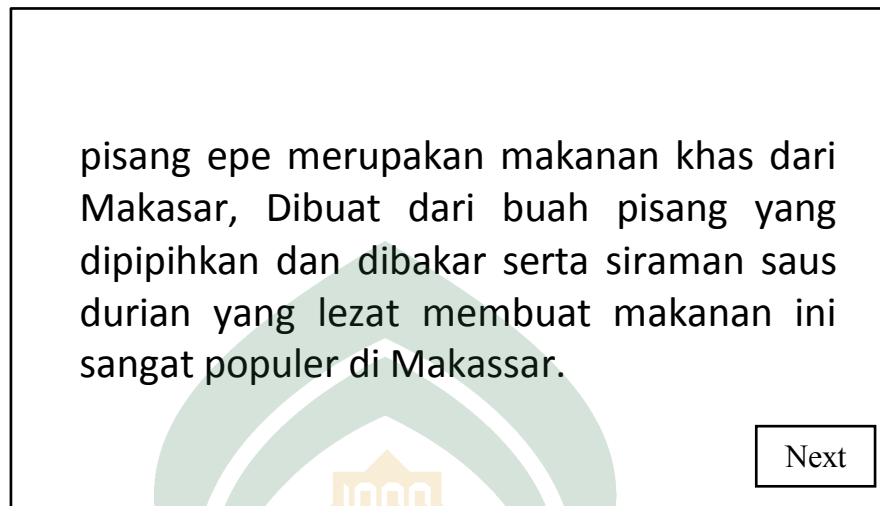 pisang epe merupakan makanan khas dari
Makasar, Dibuat dari buah pisang yang
dipipihkan dan dibakar serta siraman saus
durian yang lezat membuat makanan ini
sangat populer di Makassar.
Next